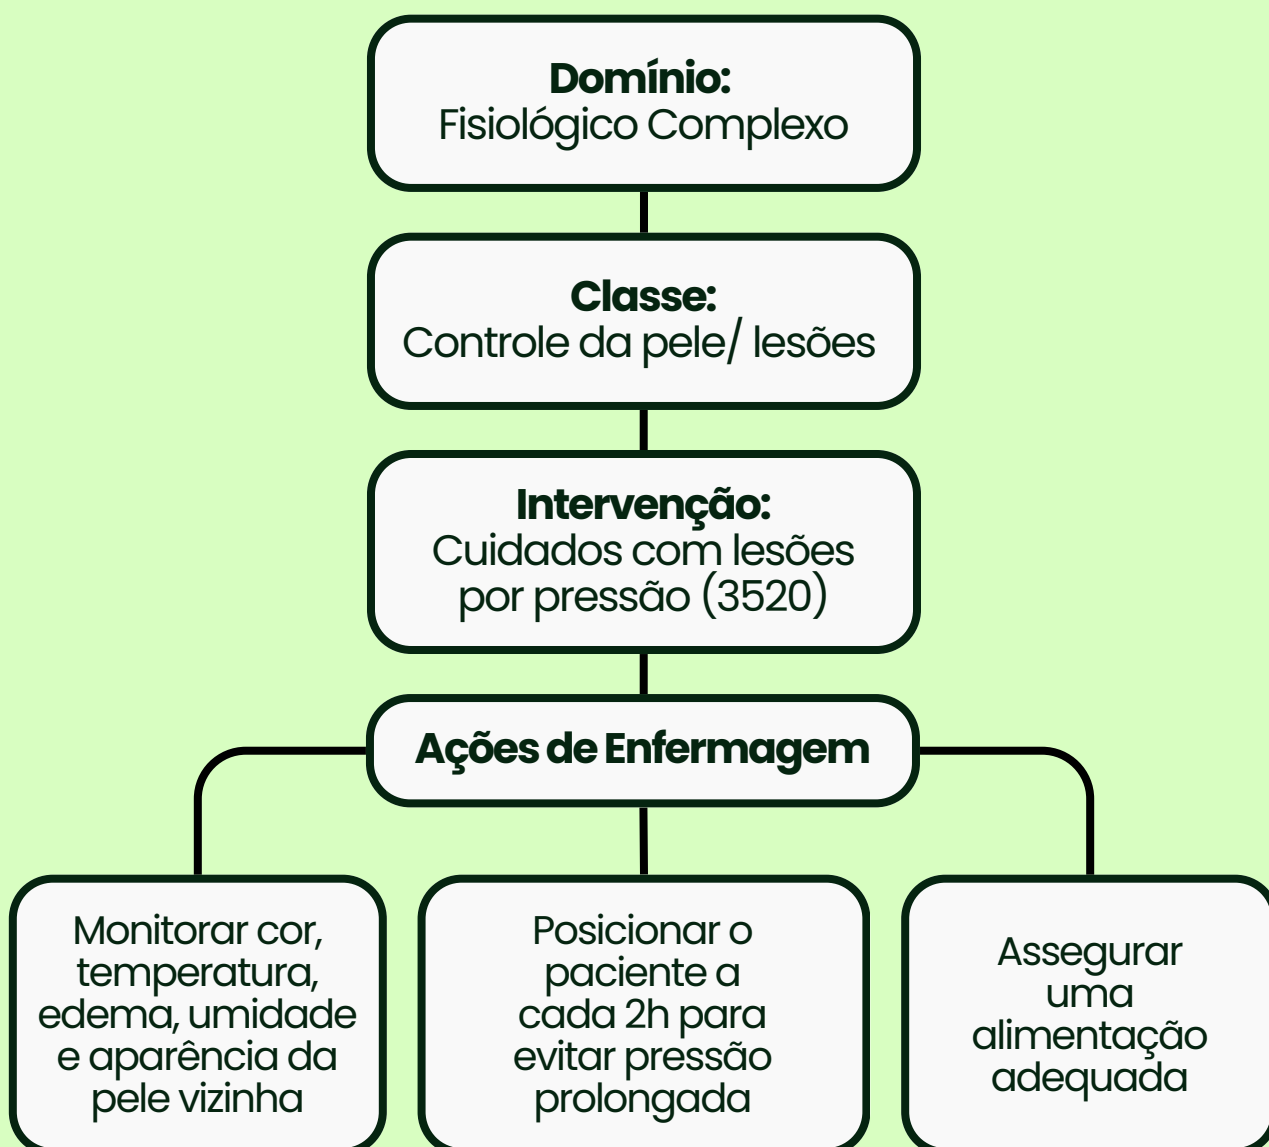 Domínio:
Fisiológico Complexo
Classe:
Controle da pele/ lesões
Intervenção:
Cuidados com lesões
por pressão (3520)
Ações de Enfermagem
Monitorar cor,
temperatura,
edema, umidade
e aparência da
pele vizinha
Posicionar o
paciente a
cada 2h para
evitar pressão
prolongada
Assegurar
uma
alimentação
adequada